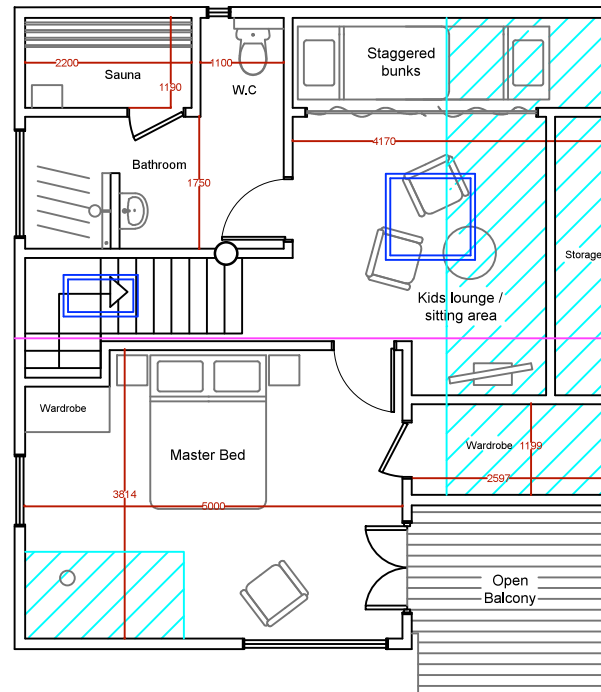 Staggered
bunks
2200
Sauna
1100
1190
W.C
4170
Bathroom
1750
Storage
Kids lounge /
sitting area
Wardrobe
Master Bed
Wardrobe
1199
2597
3814
5000
Open
Balcony